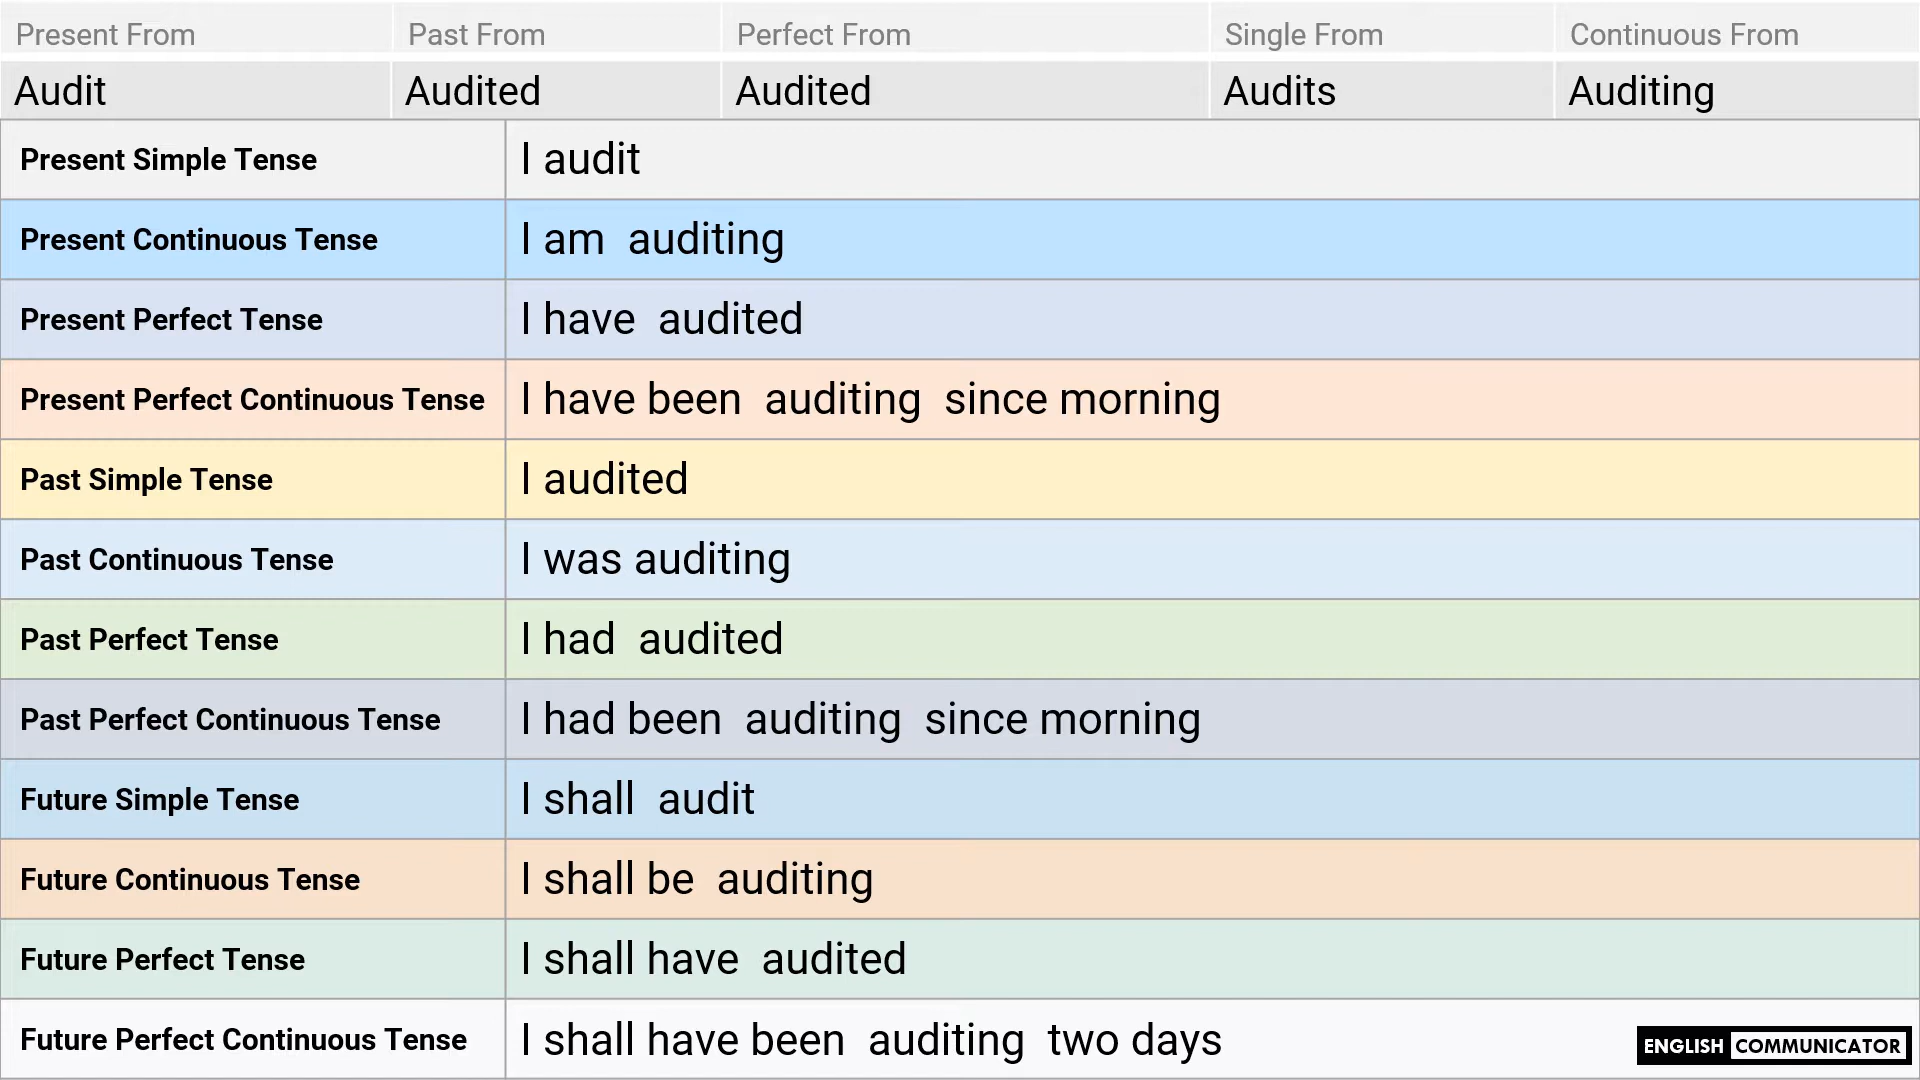 Present From Past From Perfect From Single From Continuous From
Audit Audited Audited Audits Auditing
Present Simple Tense I audit
Present Continuous Tense I am auditing
Present Perfect Tense I have audited
Present Perfect Continuous Tense I have been auditing since morning
Past Simple Tense I audited
Past Continuous Tense I was auditing
Past Perfect Tense I had audited
Past Perfect Continuous Tense I had been auditing since morning
Future Simple Tense I shall audit
Future Continuous Tense I shall be auditing
Future Perfect Tense I shall have audited
Future Perfect Continuous Tense I shall have been auditing two days
ENGLISH COMMUNICATOR